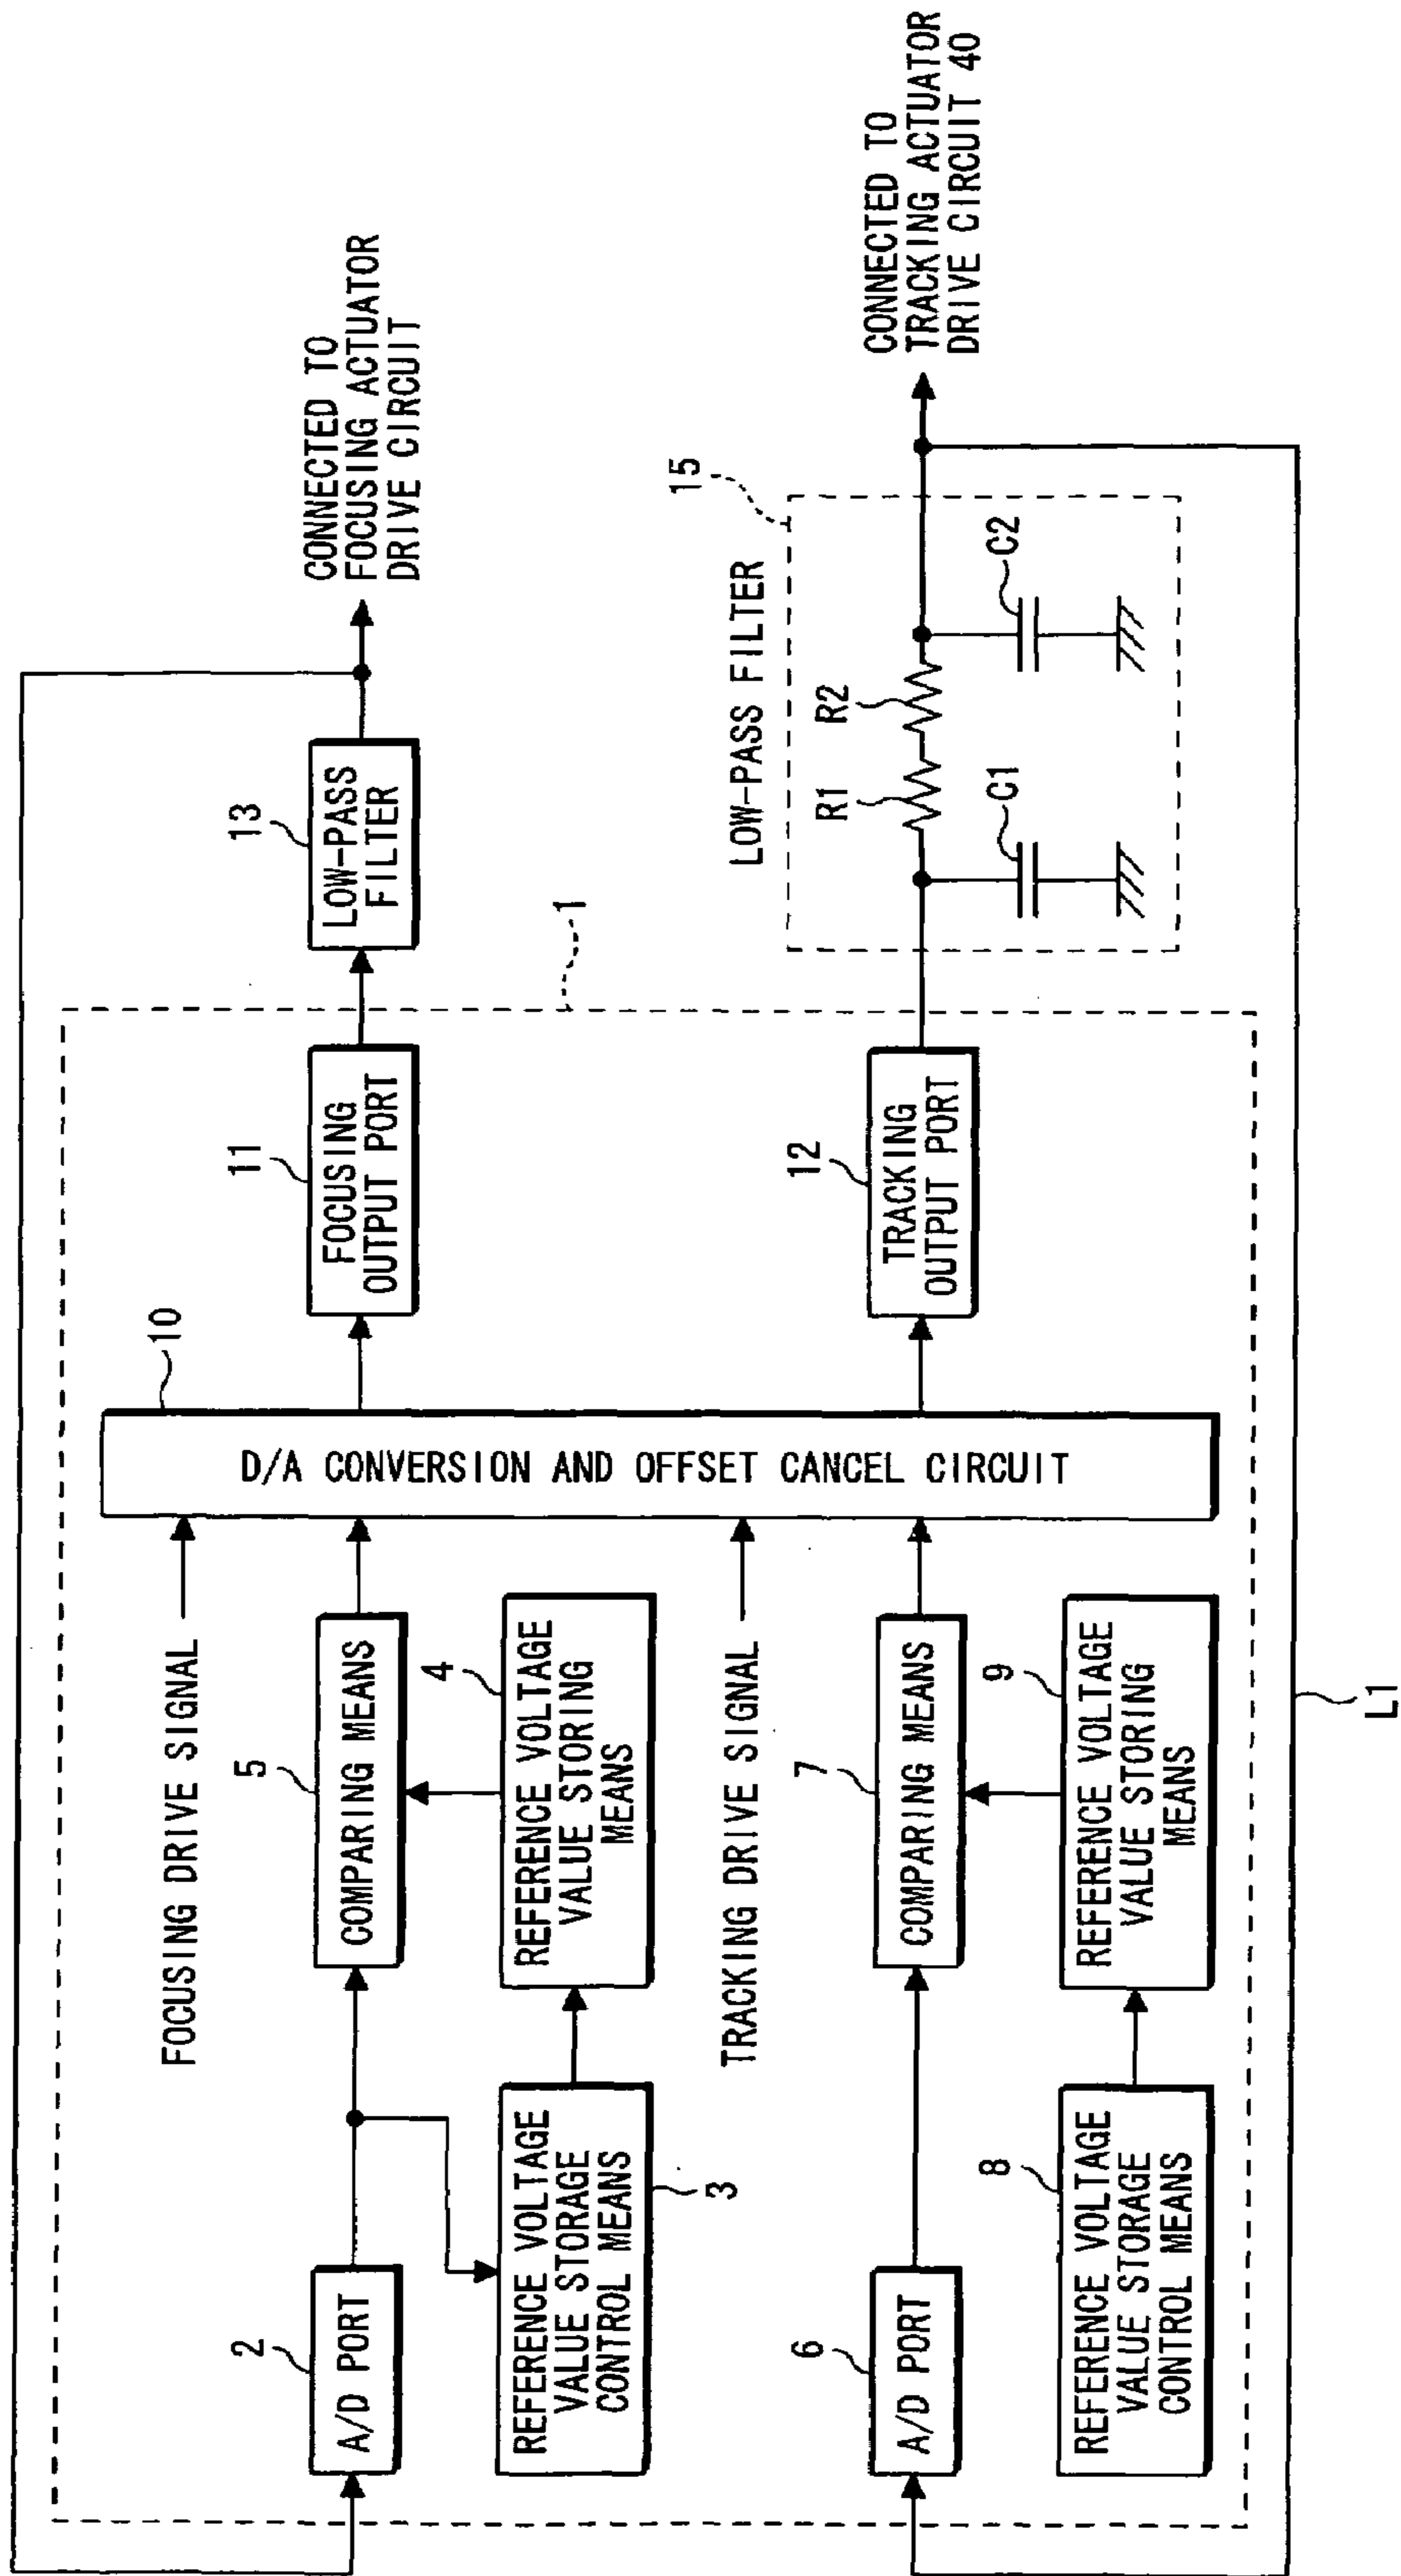 CONNECTED TO
FOCUSING ACTUATOR
DRIVE CIRCUIT
13
LOW-PASS
FILTER
1
11
FOCUSING
OUTPUT PORT
10
D/A CONVERSION AND OFFSET CANCEL CIRCUIT
FOCUSING DRIVE SIGNAL
5
COMPARING MEANS
4
REFERENCE VOLTAGE
VALUE STORING
MEANS
2
A/D PORT
REFERENCE VOLTAGE
VALUE STORAGE
CONTROL MEANS
3
CONNECTED TO
TRACKING ACTUATOR
DRIVE CIRCUIT 40
15
LOW-PASS FILTER
R1
R2
C1
C2
12
TRACKING
OUTPUT PORT
TRACKING DRIVE SIGNAL
7
COMPARING MEANS
9
REFERENCE VOLTAGE
VALUE STORING
MEANS
6
A/D PORT
8
REFERENCE VOLTAGE
VALUE STORAGE
CONTROL MEANS
L1